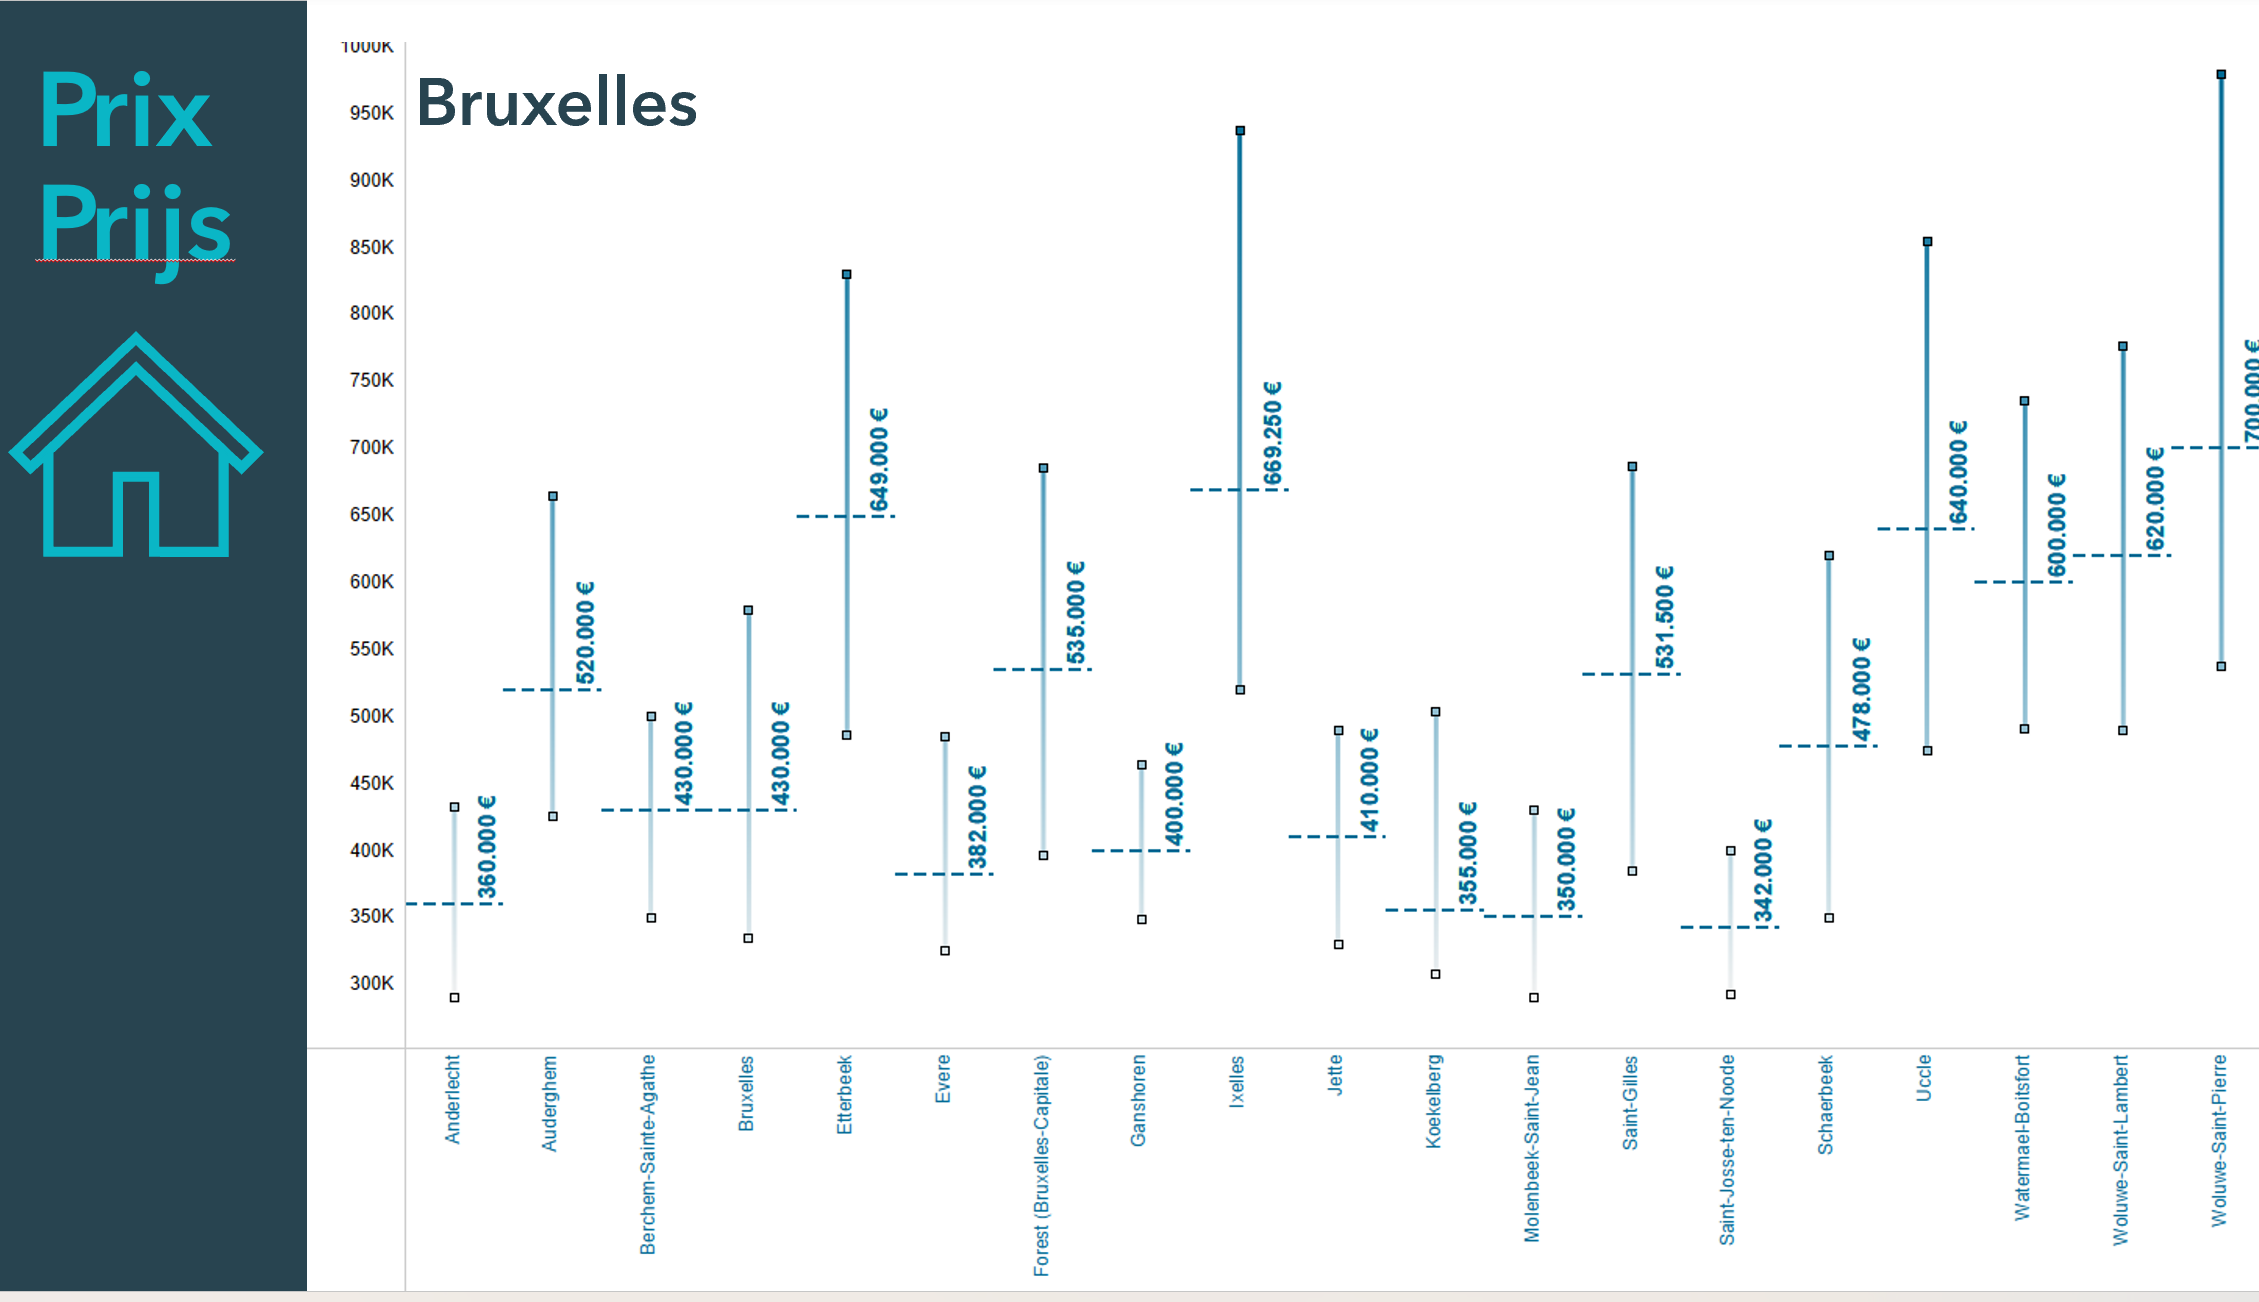 Prix
Prijs
Bruxelles
1000K
950K
900K
850K
800K
750K
700K
650K
600K
550K
500K
450K
400K
350K
300K
360.000 €
520.000 €
430.000 €
430.000 €
649.000 €
382.000 €
535.000 €
400.000 €
669.250 €
410.000 €
355.000 €
350.000 €
531.500 €
342.000 €
478.000 €
640.000 €
600.000 €
620.000 €
700.000 €
Anderlecht
Auderghem
Berchem-Sainte-Agathe
Bruxelles
Etterbeek
Evere
Forest (Bruxelles-Capitale)
Ganshoren
Ixelles
Jette
Koekelberg
Molenbeek-Saint-Jean
Saint-Gilles
Saint-Josse-ten-Noode
Schaerbeek
Uccle
Watermael-Boitsfort
Woluwe-Saint-Lambert
Woluwe-Saint-Pierre